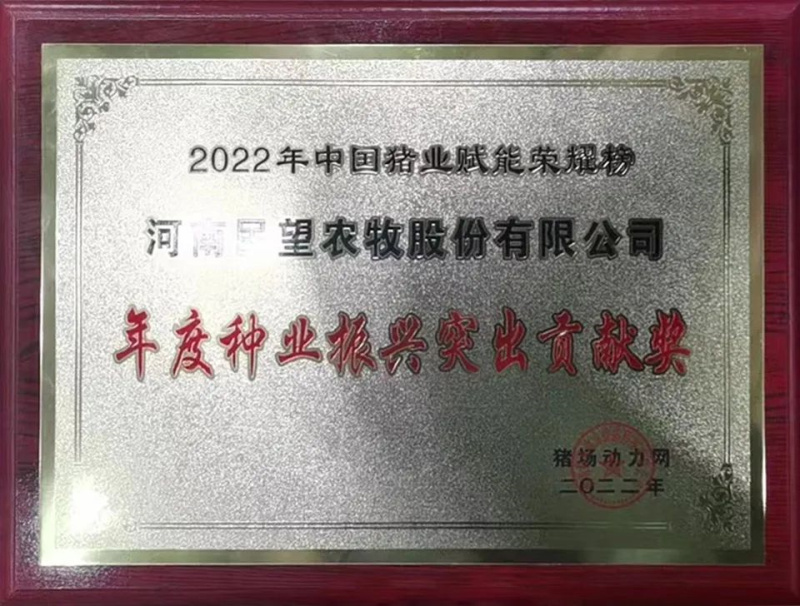 2022年中国猪业赋能荣耀榜
河南民望农牧股份有限公司
年度种业振兴突出贡献奖
猪场动力网
二〇二二年